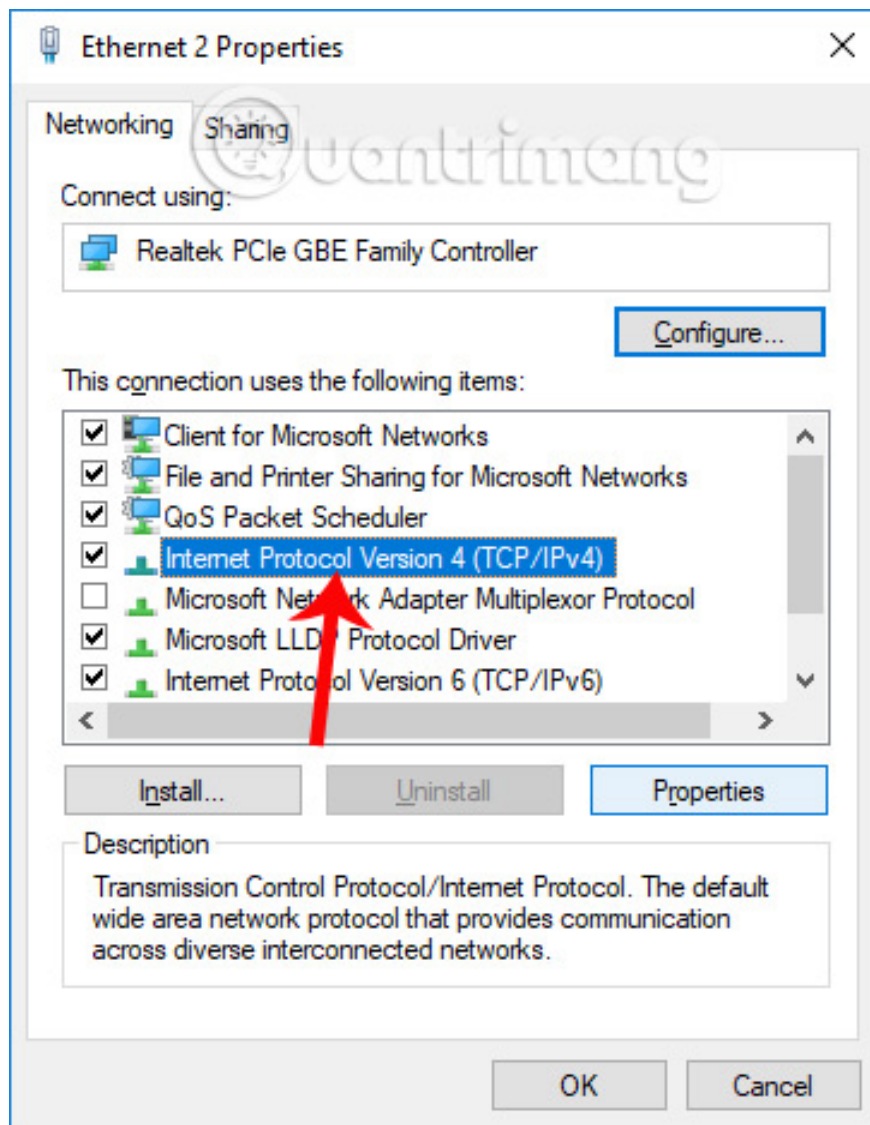 Ethernet 2 Properties
Networking
Sharing
Quantrimang
Connect using:
Realtek PCIe GBE Family Controller
Configure...
This connection uses the following items:
Client for Microsoft Networks
File and Printer Sharing for Microsoft Networks
QoS Packet Scheduler
Internet Protocol Version 4 (TCP/IPv4)
Microsoft Network Adapter Multiplexor Protocol
Microsoft LLDP Protocol Driver
Internet Protocol Version 6 (TCP/IPv6)
Install...
Uninstall
Properties
Description
Transmission Control Protocol/Internet Protocol. The default
wide area network protocol that provides communication
across diverse interconnected networks.
OK
Cancel